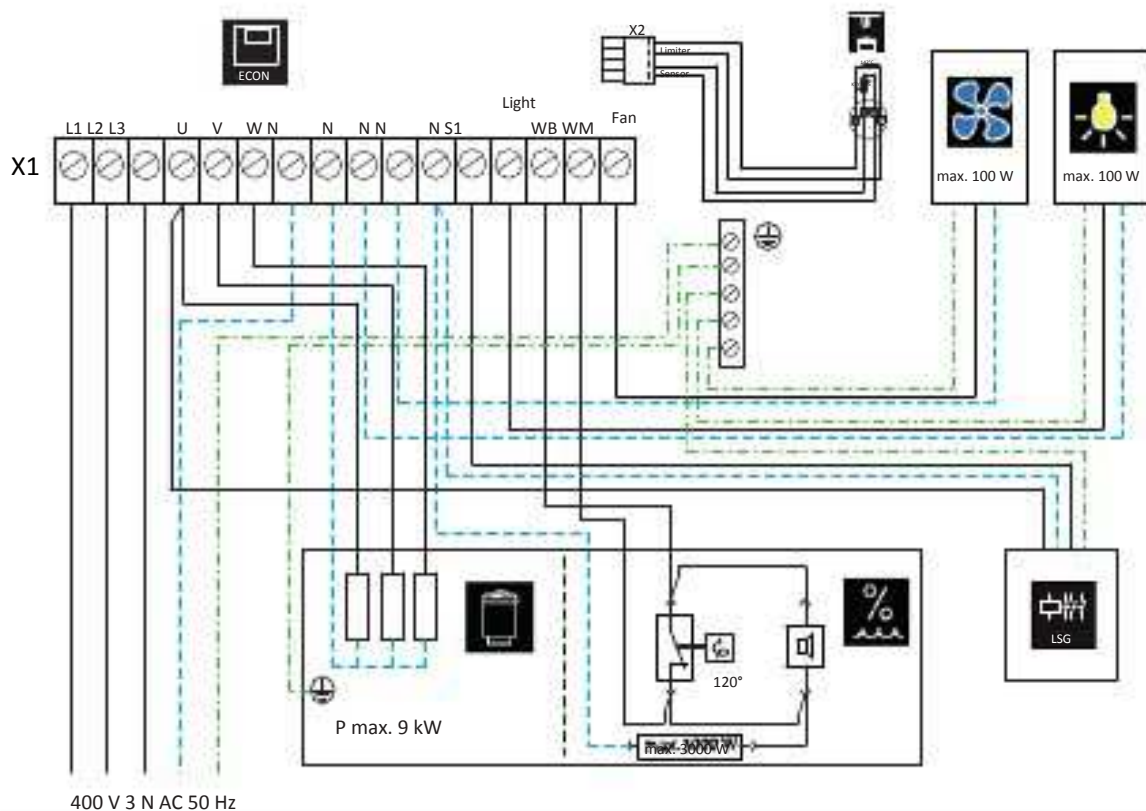 ECON
X2
Limiter
Sensor
Light
Fan
L1 L2 L3 U V W N N N N N S1 WB WM
X1
max. 100 W
max. 100 W
LSG
120°
P max. 9 kW
max. 3000 W
400 V 3 N AC 50 Hz